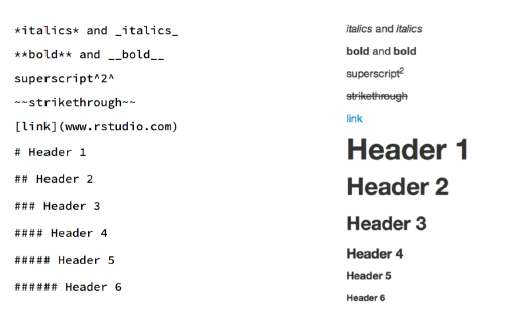 *italics* and _italics_
**bold** and __bold__
superscript^2^
~~strikethrough~~
[link](www.rstudio.com)
# Header 1
## Header 2
### Header 3
#### Header 4
##### Header 5
###### Header 6
italics and italics
bold and bold
superscript2
strikethrough
link
Header 1
Header 2
Header 3
Header 4
Header 5
Header 6